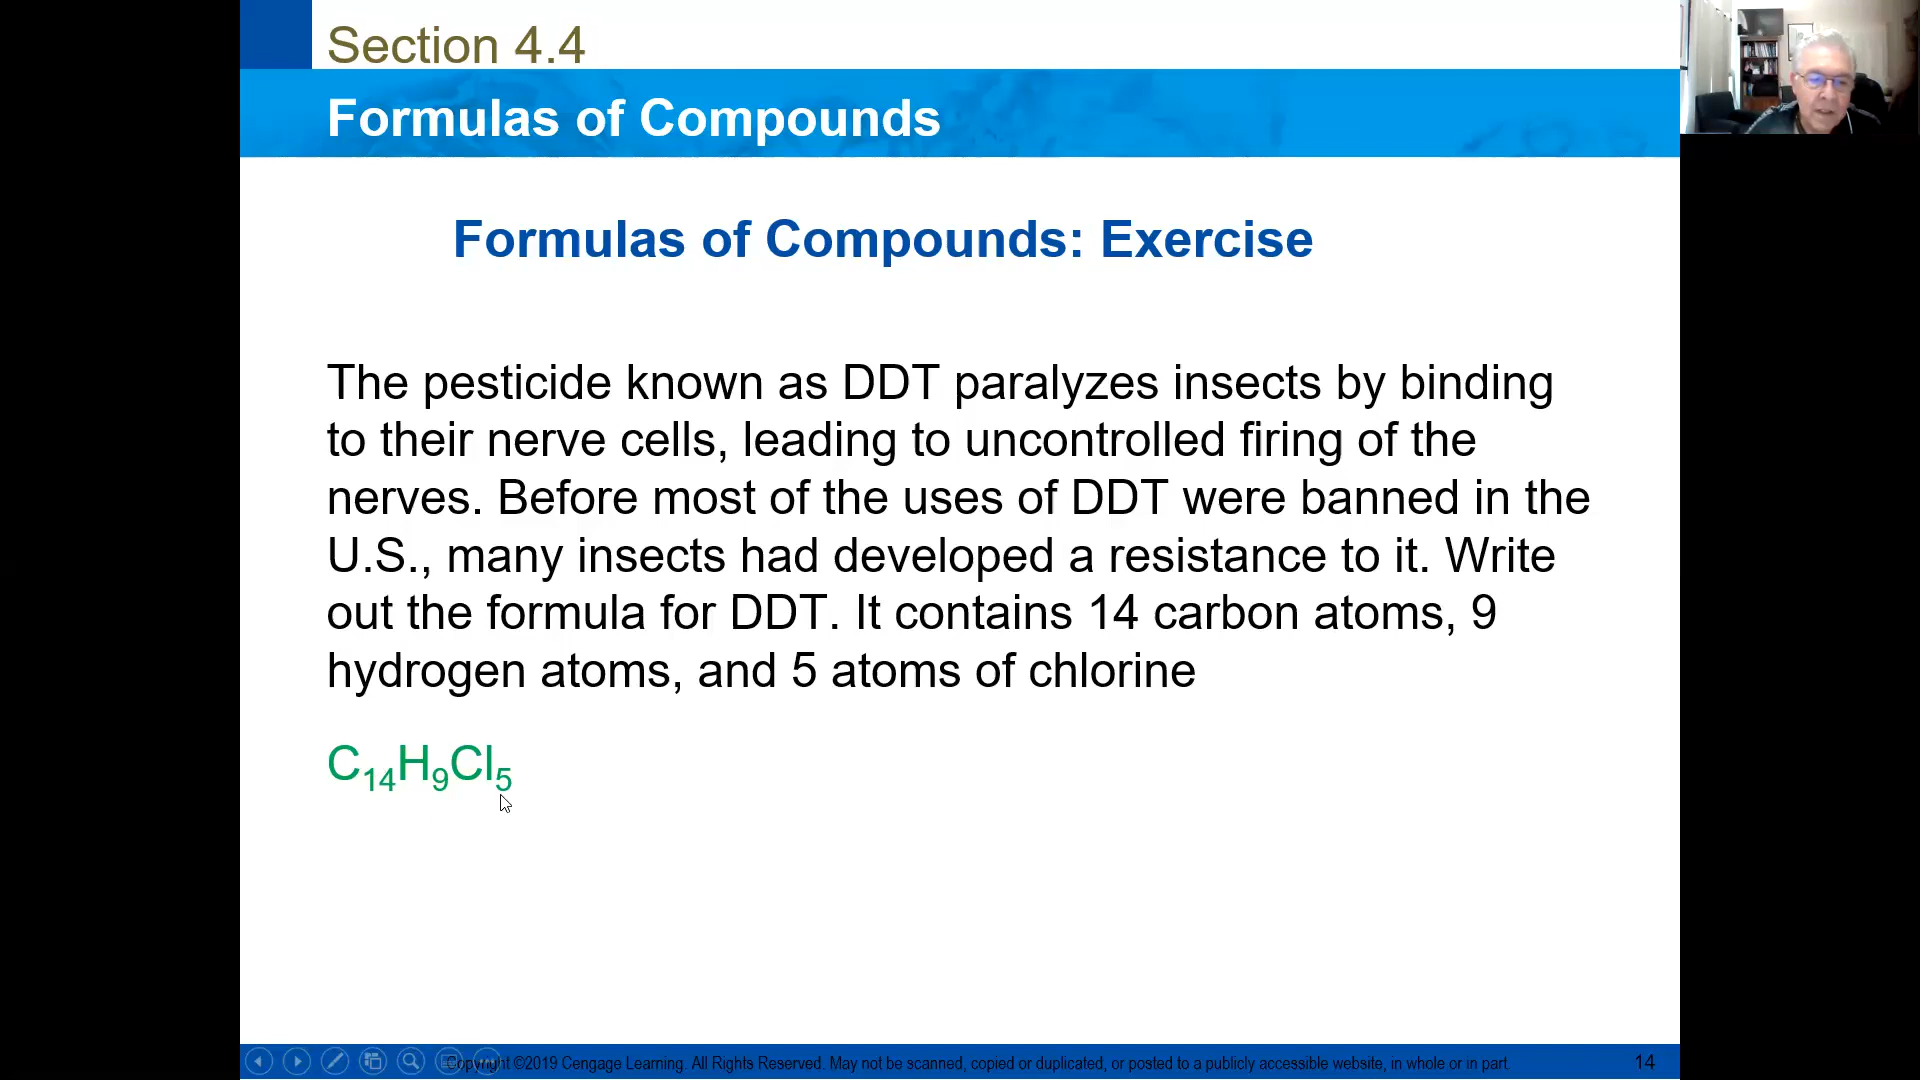 Section 4.4
Formulas of Compounds
Formulas of Compounds: Exercise
The pesticide known as DDT paralyzes insects by binding
to their nerve cells, leading to uncontrolled firing of the
nerves. Before most of the uses of DDT were banned in the
U.S., many insects had developed a resistance to it. Write
out the formula for DDT. It contains 14 carbon atoms, 9
hydrogen atoms, and 5 atoms of chlorine
C₁₄H₉Cl₅
Copyright ©2019 Cengage Learning. All Rights Reserved. May not be scanned, copied or duplicated, or posted to a publicly accessible website, in whole or in part.
14